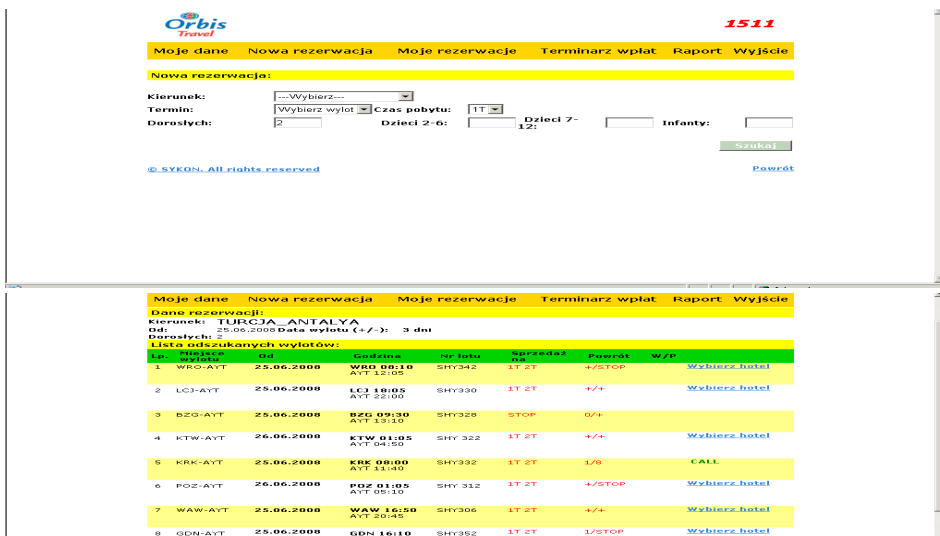 Orbis
Travel
1511
Moje dane Nowa rezerwacja Moje rezerwacje Terminarz wpłat Raport Wyjście
Nowa rezerwacja:
Kierunek: ---Wybierz---
Termin: Wybierz wylot Czas pobytu: 1T
Dorosłych: 2 Dzieci 2-6: Dzieci 7-12: Infanty:
Szukaj
© SYKON. All rights reserved Powrót
Moje dane Nowa rezerwacja Moje rezerwacje Terminarz wpłat Raport Wyjście
Dane rezerwacji:
Kierunek: TURCJA_ANTALYA
Od: 25.06.2008 Data wylotu (+/-): 3 dni
Dorosłych: 2
Lista odszukanych wylotów:
Lp. Miejsce wylotu Od Godzina Nr lotu Sprzedaż na Powrót W/P
1 WRO-AYT 25.06.2008 WRO 08:10 SHY342 1T 2T +/STOP Wybierz hotel
AYT 12:05
2 LCJ-AYT 25.06.2008 LCJ 18:05 SHY330 1T 2T +/+ Wybierz hotel
AYT 22:00
3 BZG-AYT 25.06.2008 BZG 09:30 SHY328 STOP 0/+
AYT 13:10
4 KTW-AYT 26.06.2008 KTW 01:05 SHY 322 1T 2T +/+ Wybierz hotel
AYT 04:50
5 KRK-AYT 25.06.2008 KRK 08:00 SHY332 1T 2T 1/8 CALL
AYT 11:40
6 POZ-AYT 26.06.2008 POZ 01:05 SHY 312 1T 2T +/STOP Wybierz hotel
AYT 05:10
7 WAW-AYT 25.06.2008 WAW 16:50 SHY306 1T 2T +/+ Wybierz hotel
AYT 20:45
8 GDN-AYT 25.06.2008 GDN 16:10 SHY352 1T 2T 1/STOP Wybierz hotel